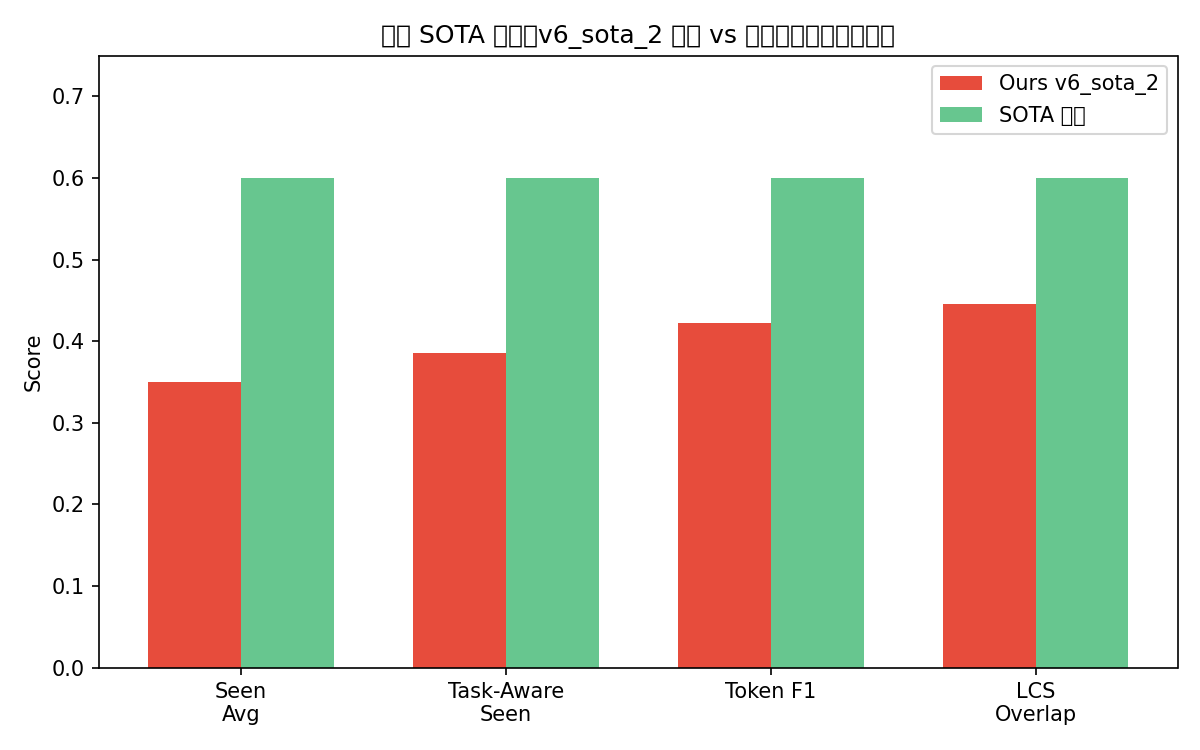 SOTA v6_sota_2 vs
Ours v6_sota_2
SOTA
Score
0.7
0.6
0.5
0.4
0.3
0.2
0.1
0.0
Seen
Avg
Task-Aware
Seen
Token F1
LCS
Overlap